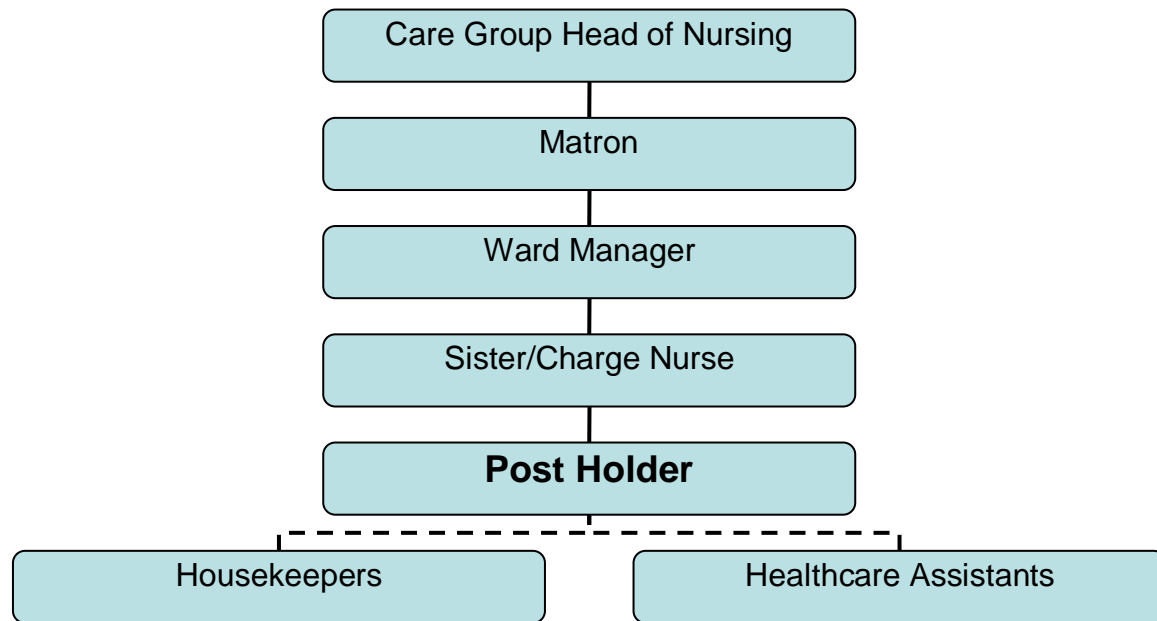 Care Group Head of Nursing
Matron
Ward Manager
Sister/Charge Nurse
Post Holder
Housekeepers
Healthcare Assistants